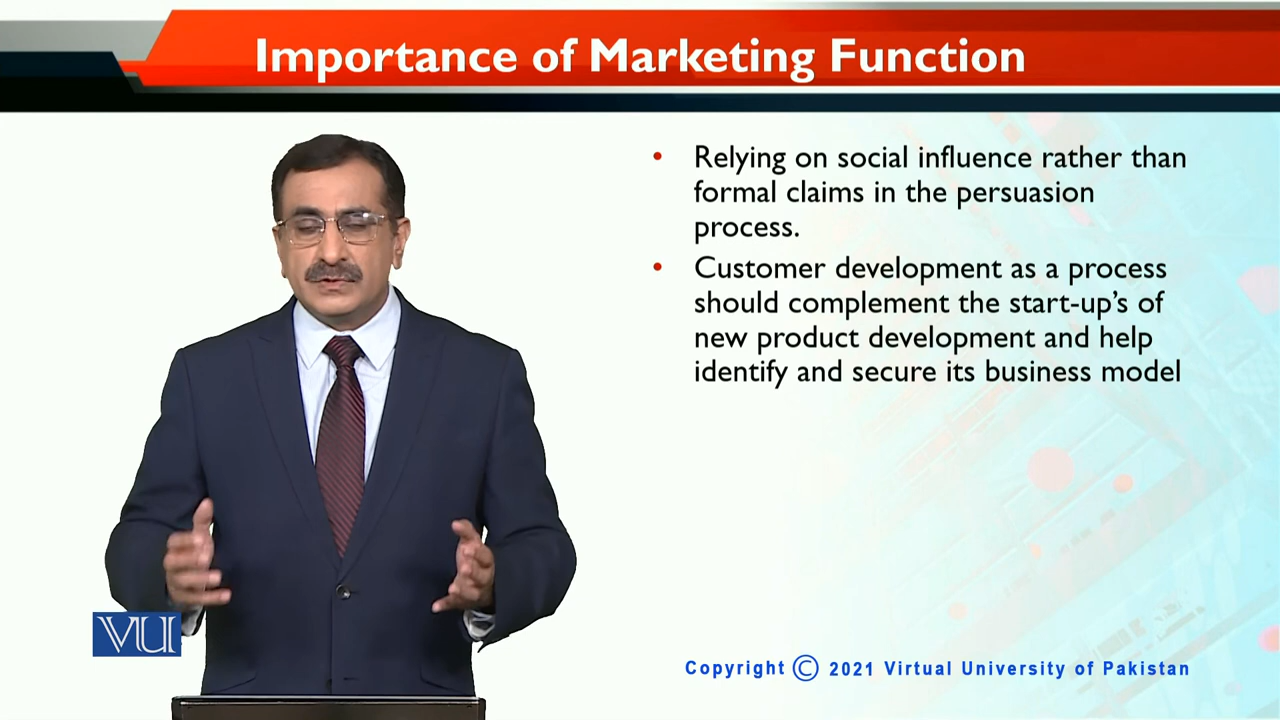 Importance of Marketing Function
• Relying on social influence rather than
formal claims in the persuasion
process.
• Customer development as a process
should complement the start-up’s of
new product development and help
identify and secure its business model
VU
Copyright © 2021 Virtual University of Pakistan